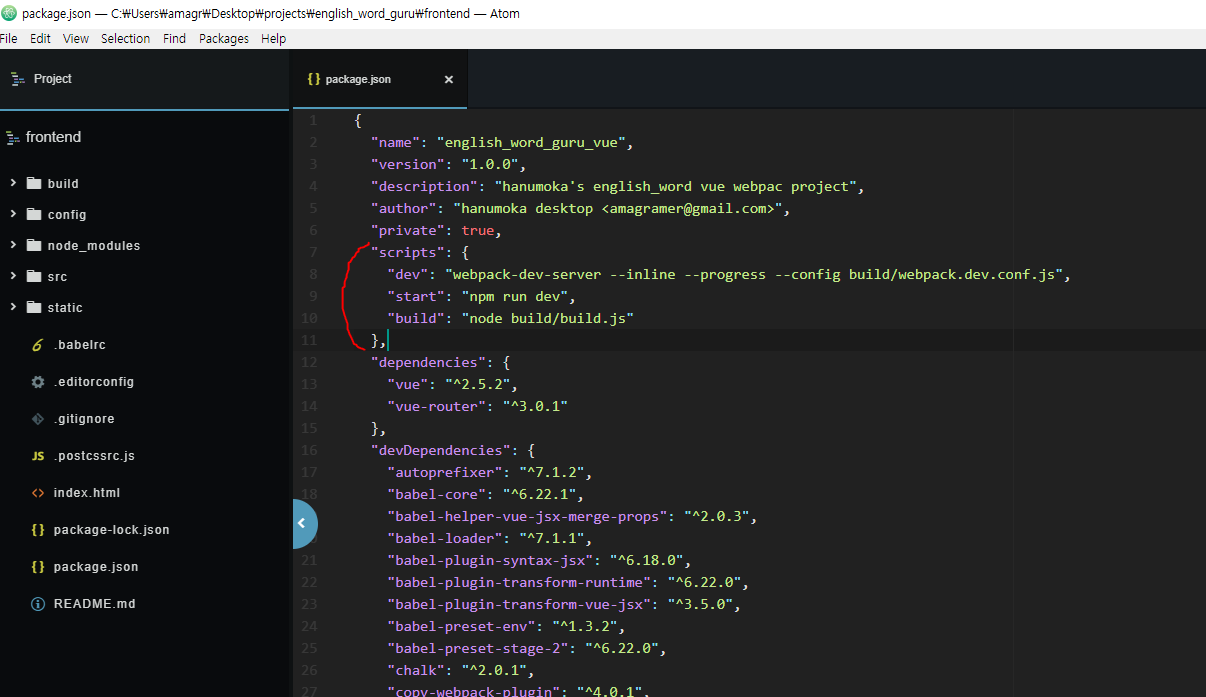 package.json — C:₩Users₩amagr₩Desktop₩projects₩english_word_guru₩frontend — Atom
File Edit View Selection Find Packages Help
Project
frontend
build
config
node_modules
src
static
.babelrc
.editorconfig
.gitignore
JS .postcssrc.js
<> index.html
{} package-lock.json
{} package.json
README.md
{} package.json ×
1 {
2 "name": "english_word_guru_vue",
3 "version": "1.0.0",
4 "description": "hanumoka's english_word vue webpac project",
5 "author": "hanumoka desktop <amagramer@gmail.com>",
6 "private": true,
7 "scripts": {
8 "dev": "webpack-dev-server --inline --progress --config build/webpack.dev.conf.js",
9 "start": "npm run dev",
10 "build": "node build/build.js"
11 },
12 "dependencies": {
13 "vue": "^2.5.2",
14 "vue-router": "^3.0.1"
15 },
16 "devDependencies": {
17 "autoprefixer": "^7.1.2",
18 "babel-core": "^6.22.1",
"babel-helper-vue-jsx-merge-props": "^2.0.3",
"babel-loader": "^7.1.1",
21 "babel-plugin-syntax-jsx": "^6.18.0",
22 "babel-plugin-transform-runtime": "^6.22.0",
23 "babel-plugin-transform-vue-jsx": "^3.5.0",
24 "babel-preset-env": "^1.3.2",
25 "babel-preset-stage-2": "^6.22.0",
26 "chalk": "^2.0.1",
27 "copy-webpack-plugin": "^4.0.1",